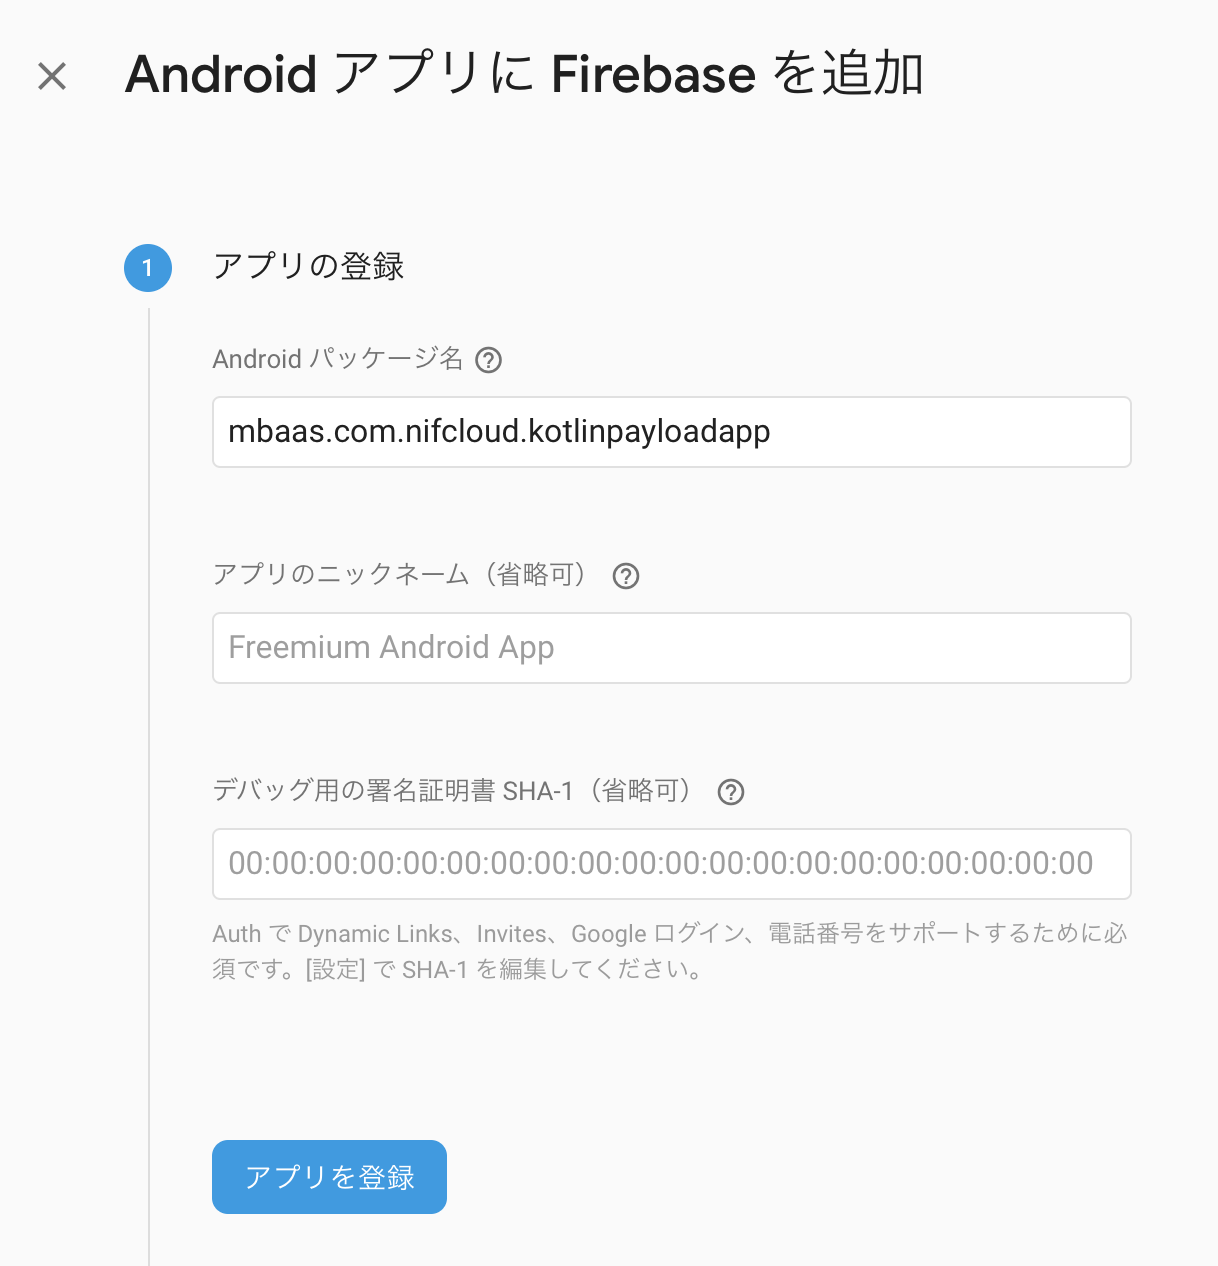 Android アプリに Firebase を追加
1
アプリの登録
Android パッケージ名
mbaas.com.nifcloud.kotlinpayloadapp
アプリのニックネーム（省略可）
Freemium Android App
デバッグ用の署名証明書 SHA-1（省略可）
00:00:00:00:00:00:00:00:00:00:00:00:00:00:00:00:00:00:00:00
Auth で Dynamic Links、Invites、Google ログイン、電話番号をサポートするために必
須です。[設定] で SHA-1 を編集してください。
アプリを登録